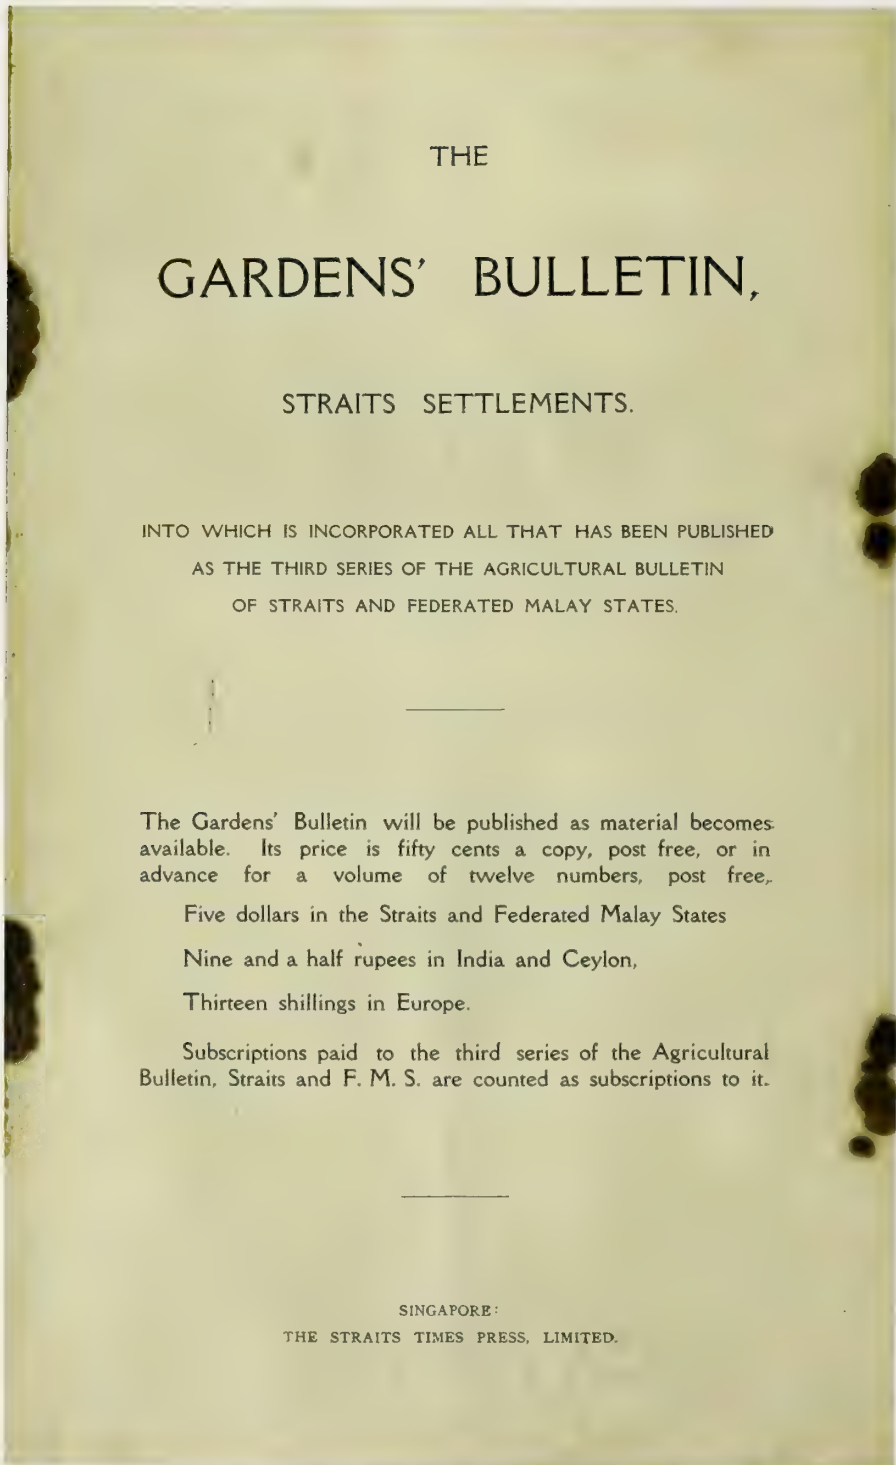 THE
GARDENS' BULLETIN,
STRAITS SETTLEMENTS.
INTO WHICH IS INCORPORATED ALL THAT HAS BEEN PUBLISHED
AS THE THIRD SERIES OF THE AGRICULTURAL BULLETIN
OF STRAITS AND FEDERATED MALAY STATES.
The Gardens' Bulletin will be published as material becomes
available. Its price is fifty cents a copy, post free, or in
advance for a volume of twelve numbers, post free,
Five dollars in the Straits and Federated Malay States
Nine and a half rupees in India and Ceylon,
Thirteen shillings in Europe.
Subscriptions paid to the third series of the Agricultural
Bulletin, Straits and F. M. S. are counted as subscriptions to it.
SINGAPORE:
THE STRAITS TIMES PRESS, LIMITED.